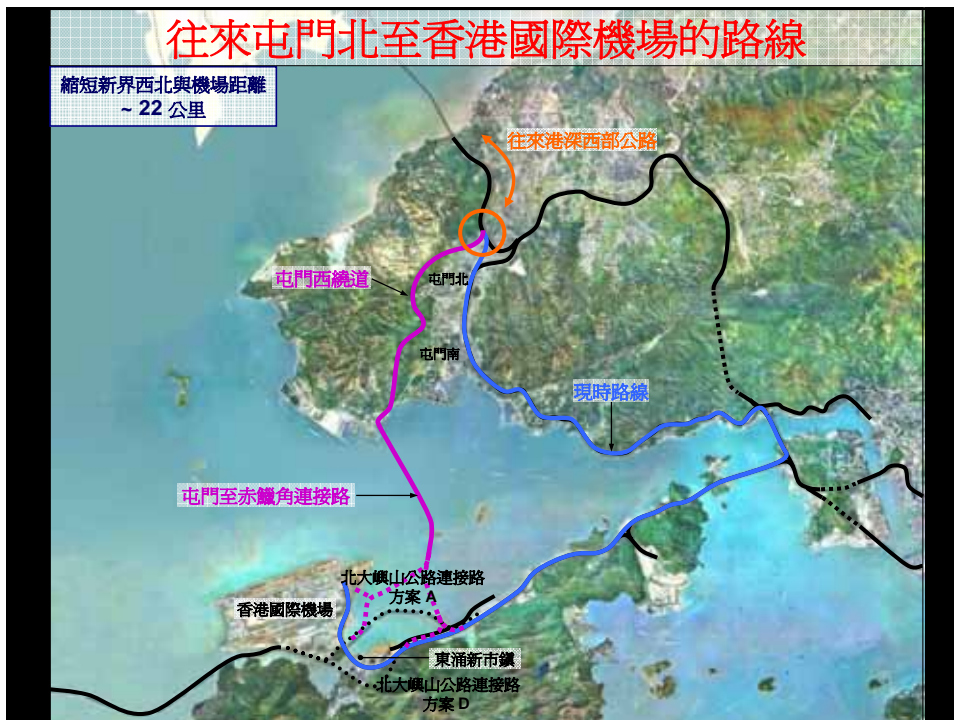 往來屯門北至香港國際機場的路線
縮短新界西北與機場距離
~ 22 公里
往來港深西部公路
屯門西繞道
屯門北
屯門南
現時路線
屯門至赤鱲角連接路
北大嶼山公路連接路
方案 A
香港國際機場
東涌新市鎮
北大嶼山公路連接路
方案 D